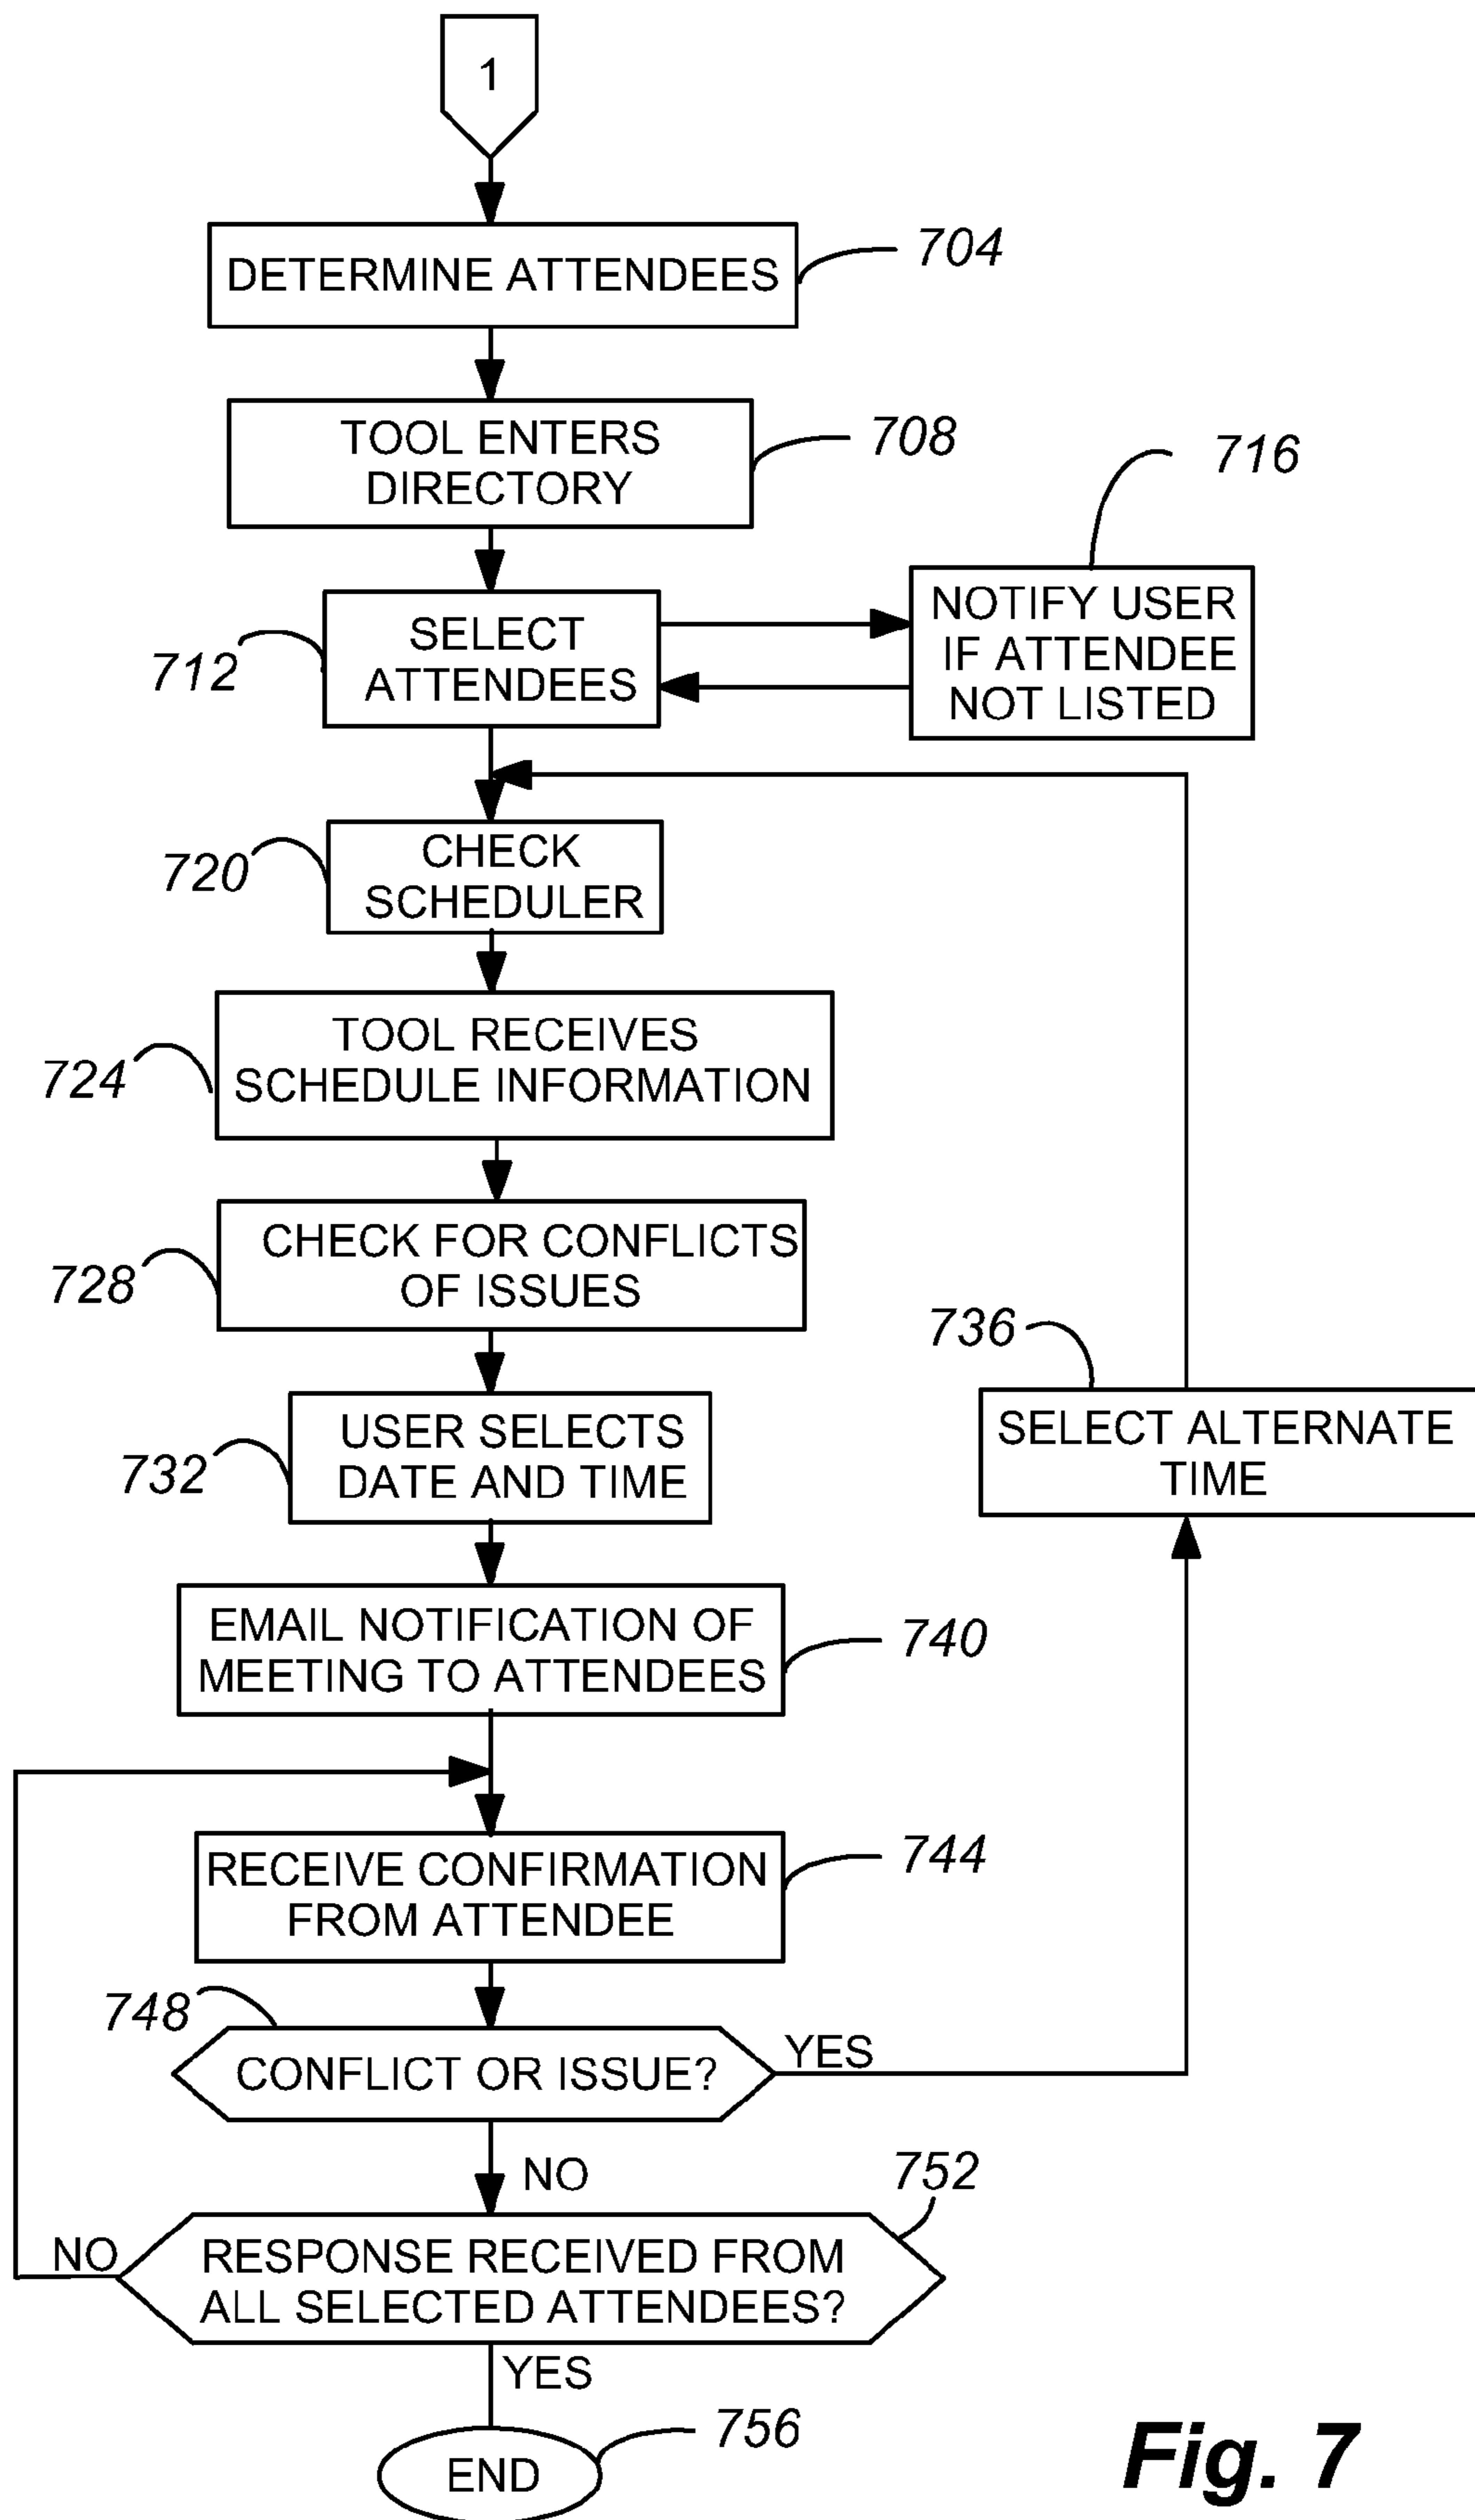 1
DETERMINE ATTENDEES
704
TOOL ENTERS
DIRECTORY
708
716
SELECT
ATTENDEES
712
NOTIFY USER
IF ATTENDEE
NOT LISTED
CHECK
SCHEDULER
720
TOOL RECEIVES
SCHEDULE INFORMATION
724
CHECK FOR CONFLICTS
OF ISSUES
728
736
USER SELECTS
DATE AND TIME
732
SELECT ALTERNATE
TIME
EMAIL NOTIFICATION OF
MEETING TO ATTENDEES
740
RECEIVE CONFIRMATION
FROM ATTENDEE
744
748
CONFLICT OR ISSUE?
YES
NO
752
NO
RESPONSE RECEIVED FROM
ALL SELECTED ATTENDEES?
YES
756
END
Fig. 7